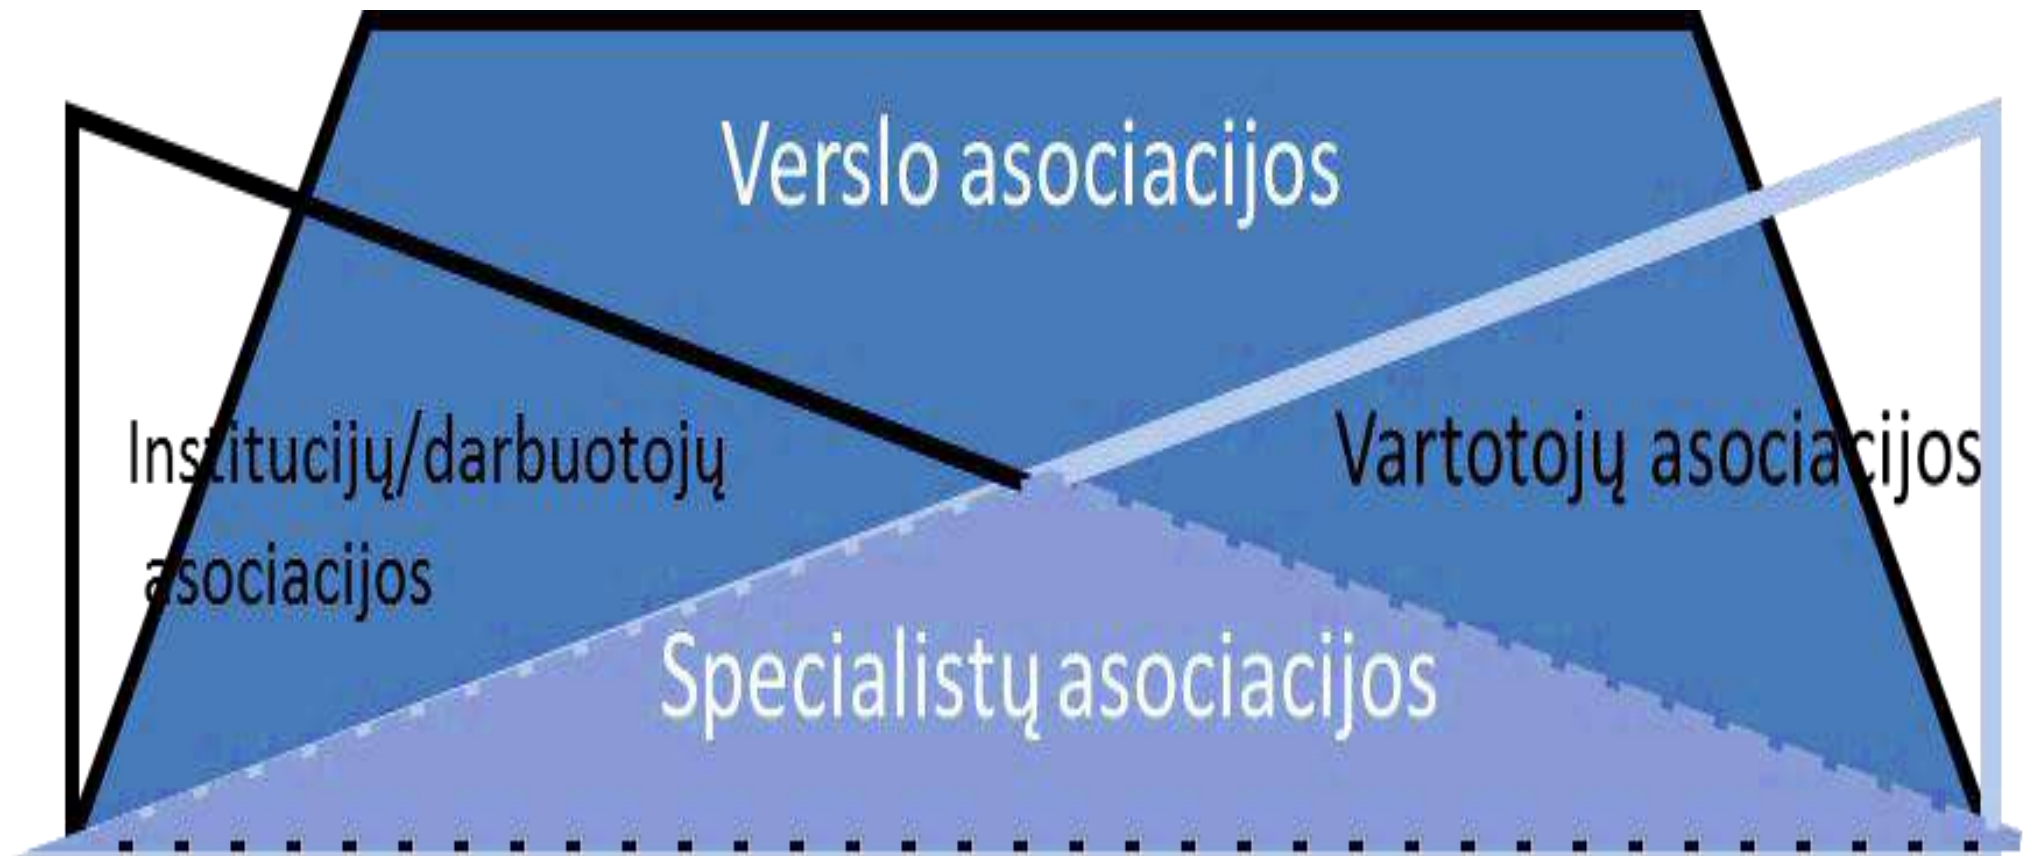 Verslo asociacijos
Institucijų/darbuotojų
asociacijos
Vartotojų asociacijos
Specialistų asociacijos